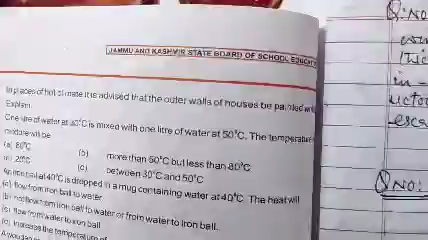 JAMMU AND KASHMIR STATE BOARD OF SCHOOL EDUCAT
In places of hot climate it is advised that the outer walls of houses be painted
Explain.
One litre of water at 30°C is mixed with one litre of water at 50°C. The temperature
mixture will be
(a) 80°C (b) more than 50°C but less than 80°C
20°C (c) between 30°C and 50°C
An iron ball at 40°C is dropped in a mug containing water at 40°C. The heat will
flow from iron ball to water
(b) not flow from iron ball to water or from water to iron ball.
flow from water to iron ball
increase the temperature of
Q.NO
in -
Q NO: